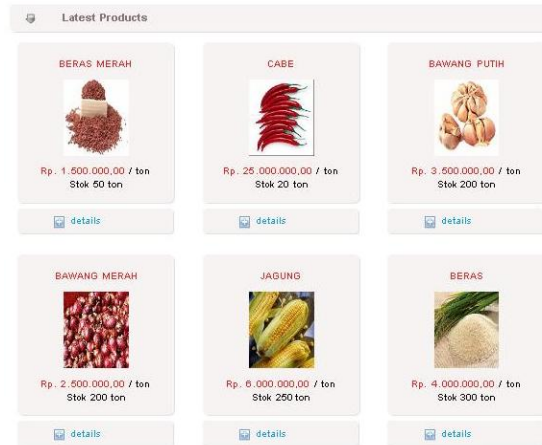 Latest Products
BERAS MERAH
Rp. 1.500.000,00 / ton
Stok 50 ton
details
CABE
Rp. 25.000.000,00 / ton
Stok 20 ton
details
BAWANG PUTIH
Rp. 3.500.000,00 / ton
Stok 200 ton
details
BAWANG MERAH
Rp. 2.500.000,00 / ton
Stok 200 ton
details
JAGUNG
Rp. 6.000.000,00 / ton
Stok 250 ton
details
BERAS
Rp. 4.000.000,00 / ton
Stok 300 ton
details